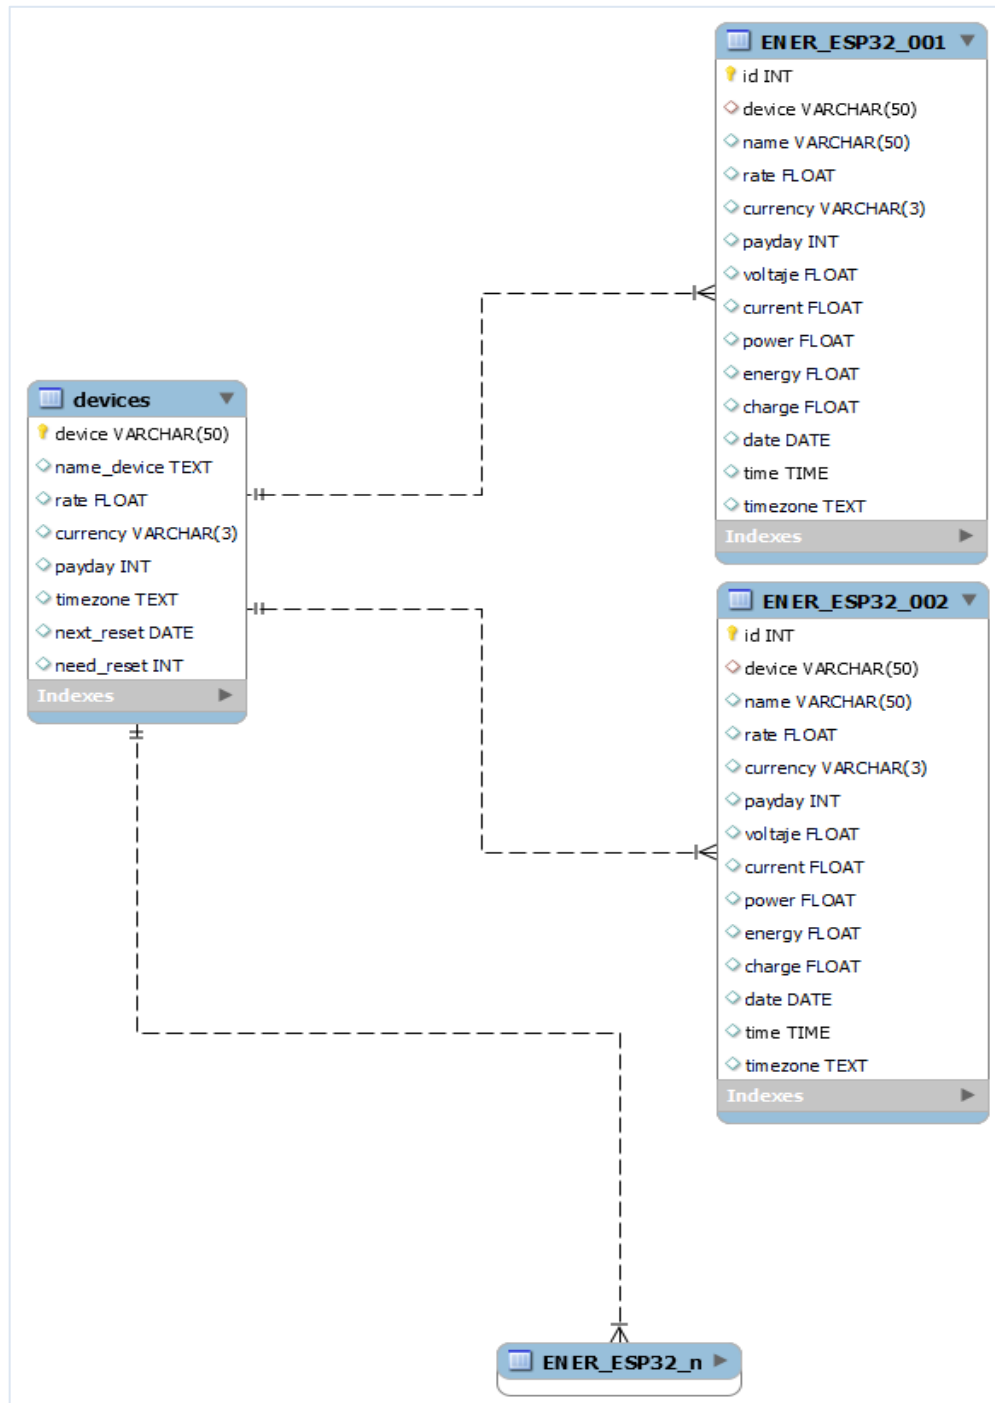 ENER_ESP32_001
id INT
device VARCHAR(50)
name VARCHAR(50)
rate FLOAT
currency VARCHAR(3)
payday INT
voltaje FLOAT
current FLOAT
power FLOAT
energy FLOAT
charge FLOAT
date DATE
time TIME
timezone TEXT
Indexes
devices
device VARCHAR(50)
name_device TEXT
rate FLOAT
currency VARCHAR(3)
payday INT
timezone TEXT
next_reset DATE
need_reset INT
Indexes
ENER_ESP32_002
id INT
device VARCHAR(50)
name VARCHAR(50)
rate FLOAT
currency VARCHAR(3)
payday INT
voltaje FLOAT
current FLOAT
power FLOAT
energy FLOAT
charge FLOAT
date DATE
time TIME
timezone TEXT
Indexes
ENER_ESP32_n